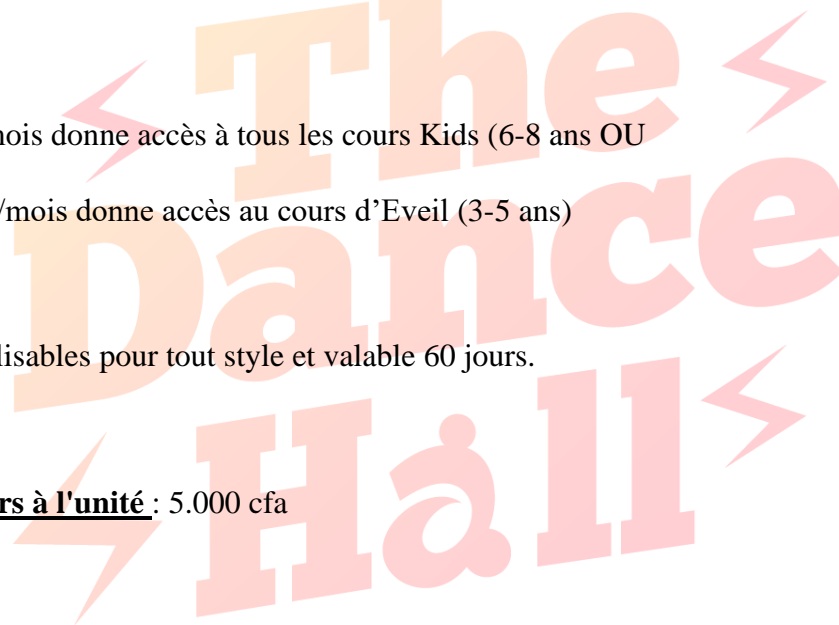 The
mois donne accès à tous les cours Kids (6-8 ans OU
/mois donne accès au cours d’Eveil (3-5 ans)
Dance
lisables pour tout style et valable 60 jours.
Hall
rs à l'unité : 5.000 cfa